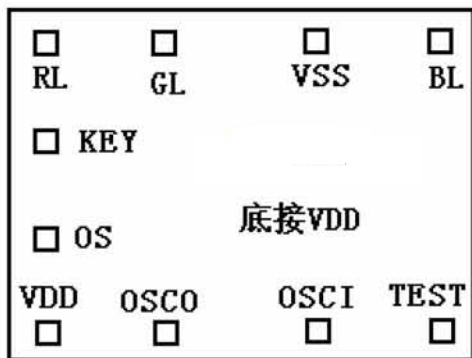 RL GL VSS BL
KEY
底接VDD
OS
VDD OSCO OSCI TEST